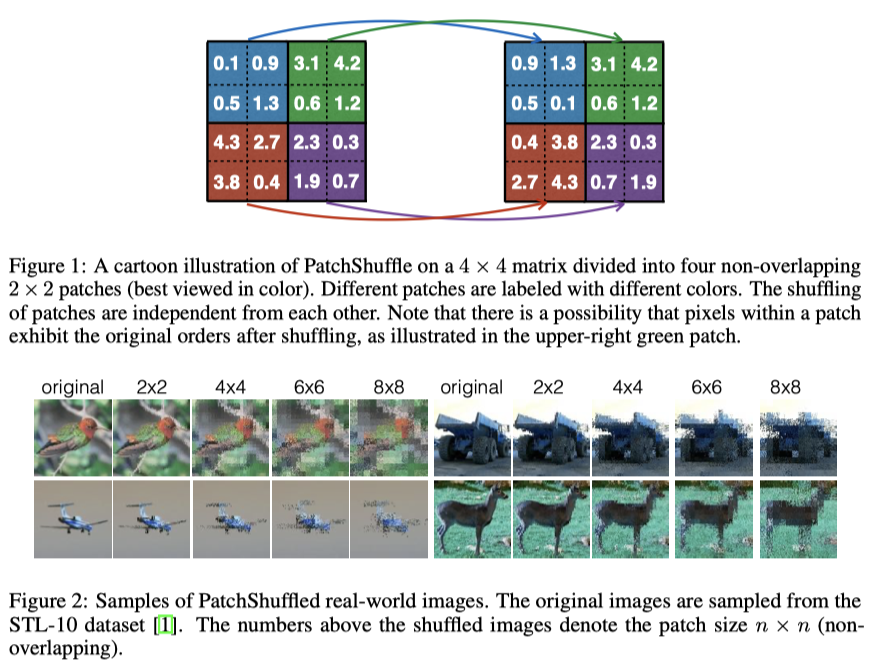 0.1 0.9 3.1 4.2 0.9 1.3 3.1 4.2
0.5 1.3 0.6 1.2 0.5 0.1 0.6 1.2
4.3 2.7 2.3 0.3 0.4 3.8 2.3 0.3
3.8 0.4 1.9 0.7 2.7 4.3 0.7 1.9
Figure 1: A cartoon illustration of PatchShuffle on a 4 × 4 matrix divided into four non-overlapping
2 × 2 patches (best viewed in color). Different patches are labeled with different colors. The shuffling
of patches are independent from each other. Note that there is a possibility that pixels within a patch
exhibit the original orders after shuffling, as illustrated in the upper-right green patch.
original 2x2 4x4 6x6 8x8 original 2x2 4x4 6x6 8x8
Figure 2: Samples of PatchShuffled real-world images. The original images are sampled from the
STL-10 dataset [1]. The numbers above the shuffled images denote the patch size n × n (non-
overlapping).